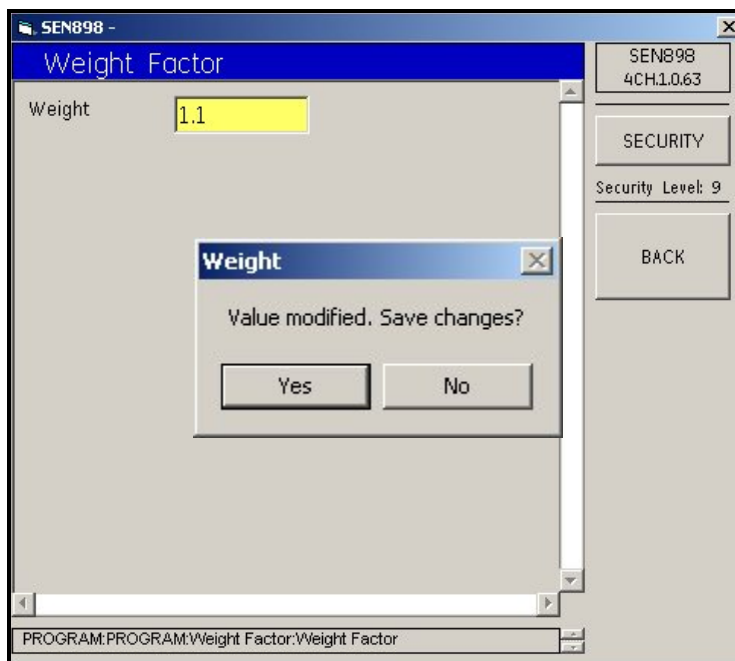 SEN898 -
Weight Factor
SEN898
4CH.1.0.63
Weight
1.1
SECURITY
Security Level: 9
BACK
Weight
Value modified. Save changes?
Yes
No
PROGRAM:PROGRAM:Weight Factor:Weight Factor